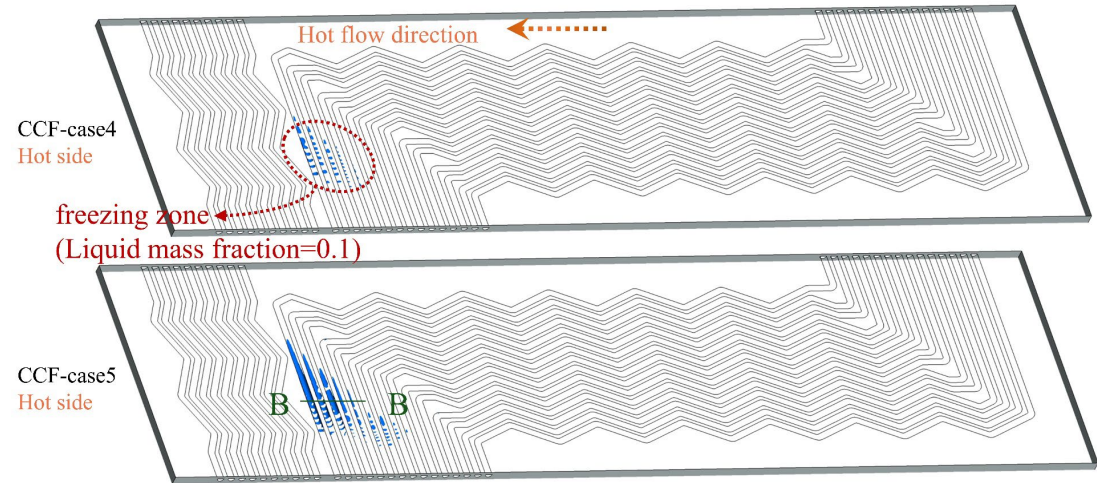 Hot flow direction
CCF-case4
Hot side
freezing zone
(Liquid mass fraction=0.1)
CCF-case5
Hot side
B B